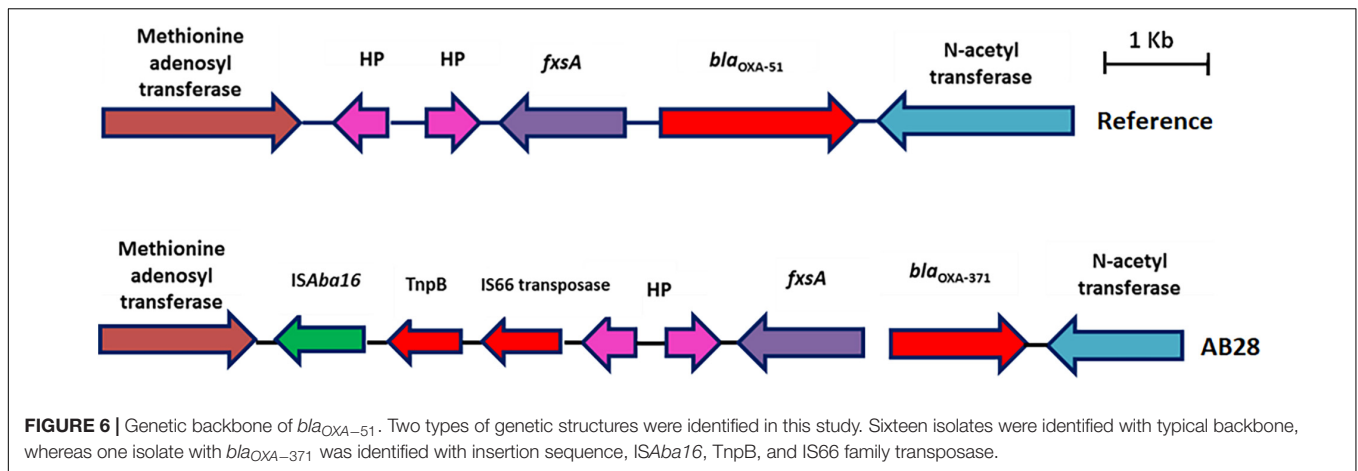 Methionine
adenosyl
transferase
HP
HP
fxsA
blaOXA-51
N-acetyl
transferase
1 Kb
Reference
Methionine
adenosyl
transferase
ISAba16
TnpB
IS66 transposase
HP
fxsA
blaOXA-371
N-acetyl
transferase
AB28
FIGURE 6 | Genetic backbone of blaOXA−51. Two types of genetic structures were identified in this study. Sixteen isolates were identified with typical backbone,
whereas one isolate with blaOXA−371 was identified with insertion sequence, ISAba16, TnpB, and IS66 family transposase.